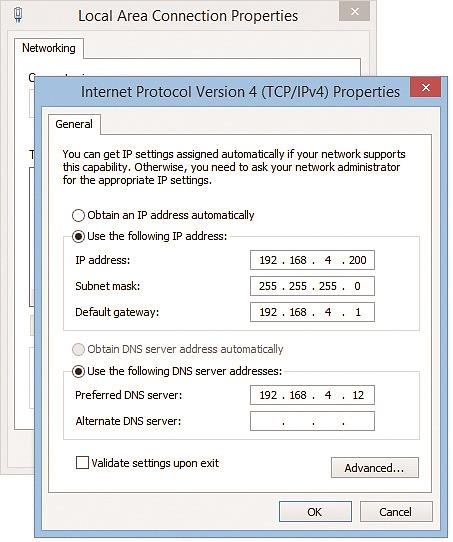 Local Area Connection Properties
Networking
Internet Protocol Version 4 (TCP/IPv4) Properties
General
You can get IP settings assigned automatically if your network supports
this capability. Otherwise, you need to ask your network administrator
for the appropriate IP settings.
Obtain an IP address automatically
Use the following IP address:
IP address: 192 . 168 . 4 . 200
Subnet mask: 255 . 255 . 255 . 0
Default gateway: 192 . 168 . 4 . 1
Obtain DNS server address automatically
Use the following DNS server addresses:
Preferred DNS server: 192 . 168 . 4 . 12
Alternate DNS server: . . .
Validate settings upon exit
Advanced...
OK Cancel